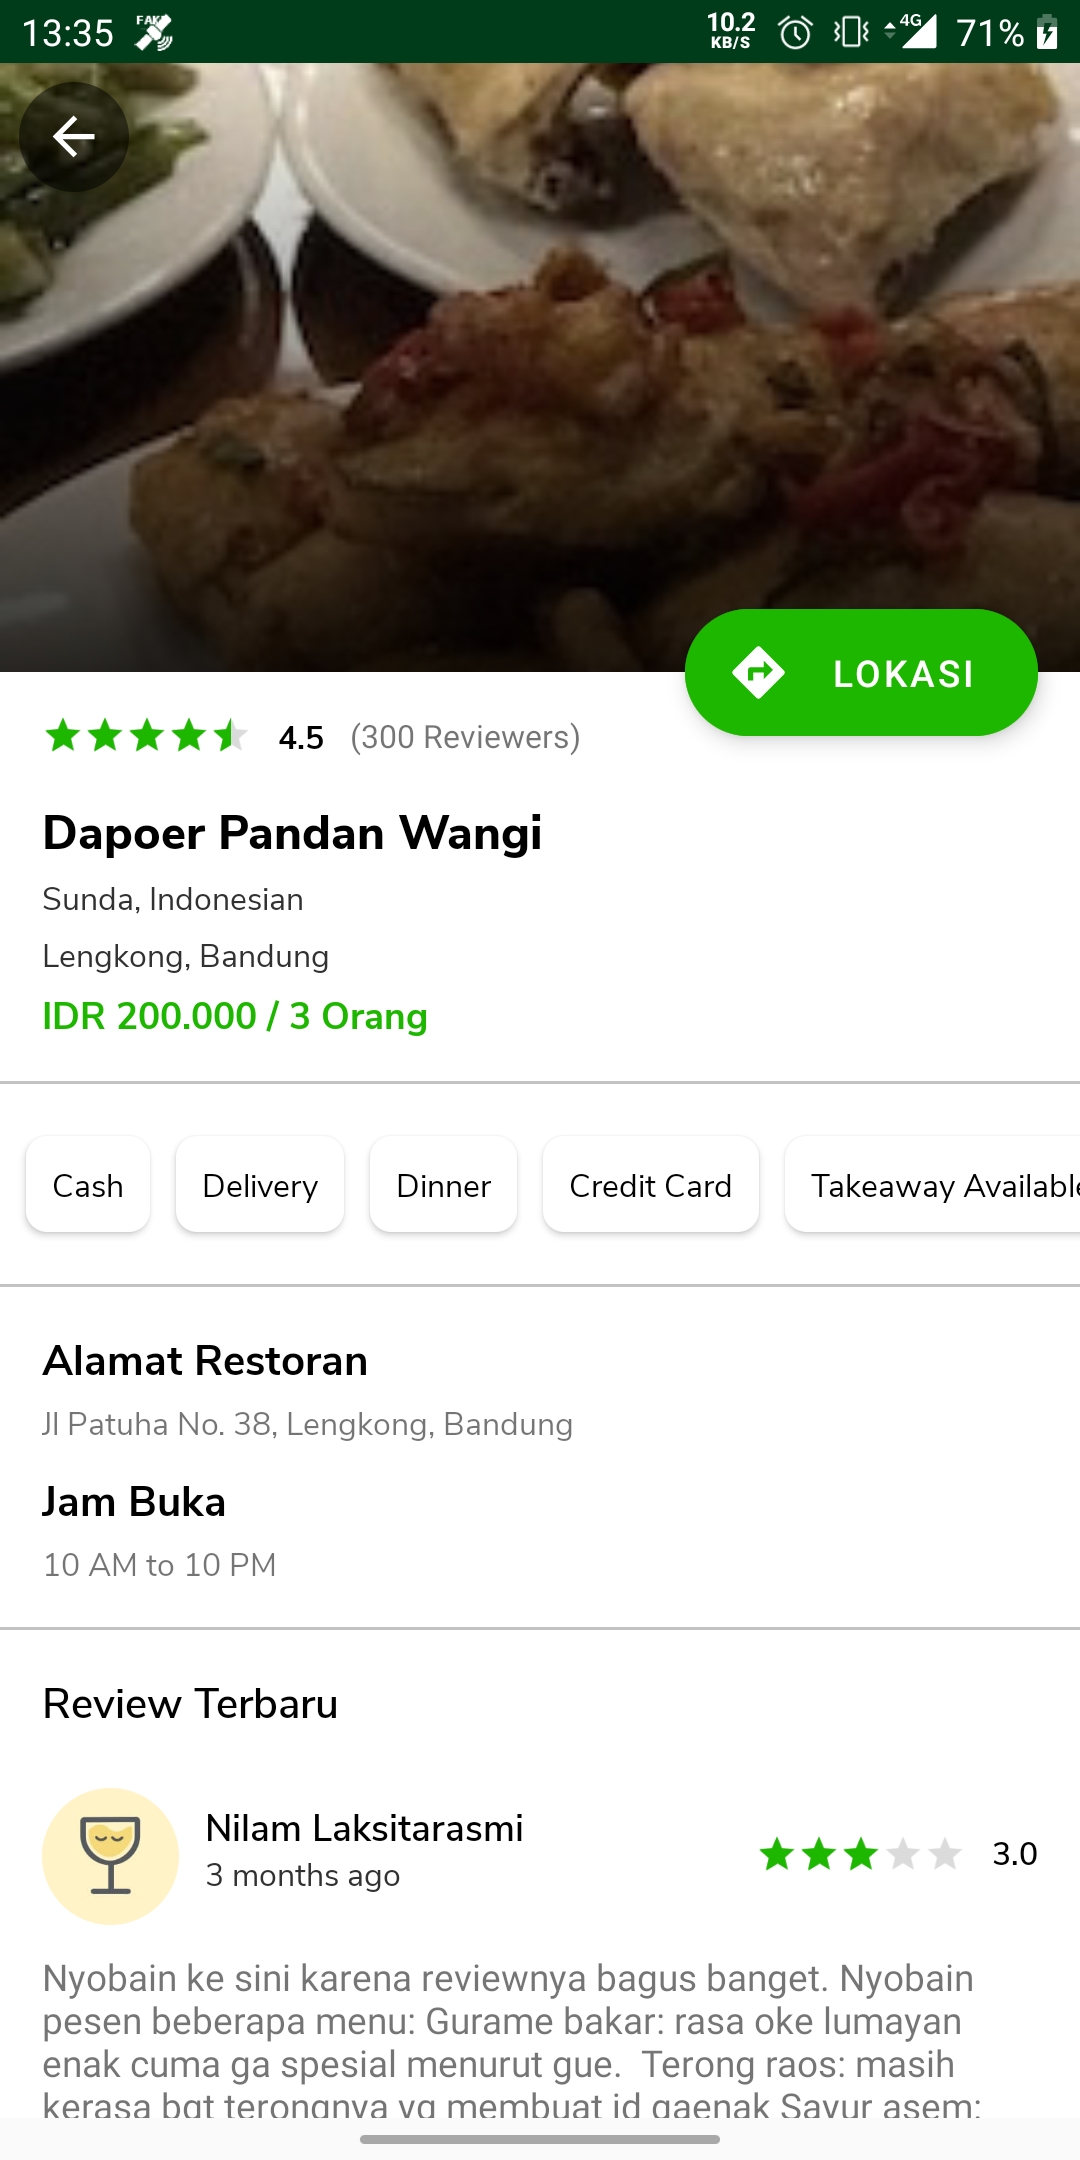 13:35
FAKE
10.2
KB/S
4G
71%
LOKASI
4.5 (300 Reviewers)
Dapoer Pandan Wangi
Sunda, Indonesian
Lengkong, Bandung
IDR 200.000 / 3 Orang
Cash Delivery Dinner Credit Card Takeaway Available
Alamat Restoran
Jl Patuha No. 38, Lengkong, Bandung
Jam Buka
10 AM to 10 PM
Review Terbaru
Nilam Laksitarasmi
3 months ago
3.0
Nyobain ke sini karena reviewnya bagus banget. Nyobain
pesen beberapa menu: Gurame bakar: rasa oke lumayan
enak cuma ga spesial menurut gue.  Terong raos: masih
kerasa bgt terongnya yg membuat jd gaenak Sayur asem: